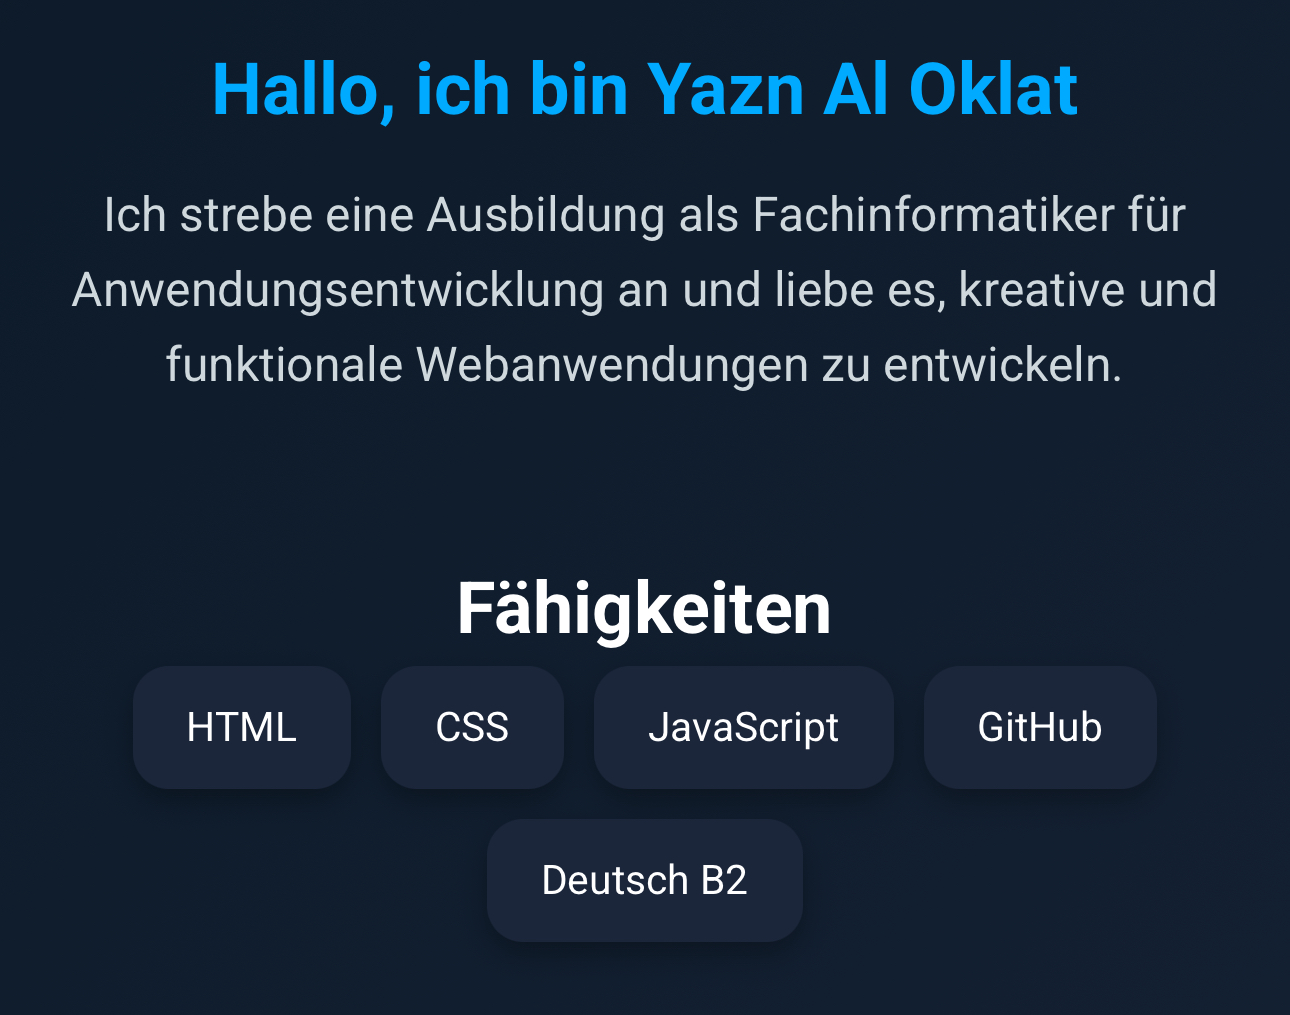 Hallo, ich bin Yazn Al Oklat
Ich strebe eine Ausbildung als Fachinformatiker für
Anwendungsentwicklung an und liebe es, kreative und
funktionale Webanwendungen zu entwickeln.
Fähigkeiten
HTML CSS JavaScript GitHub
Deutsch B2